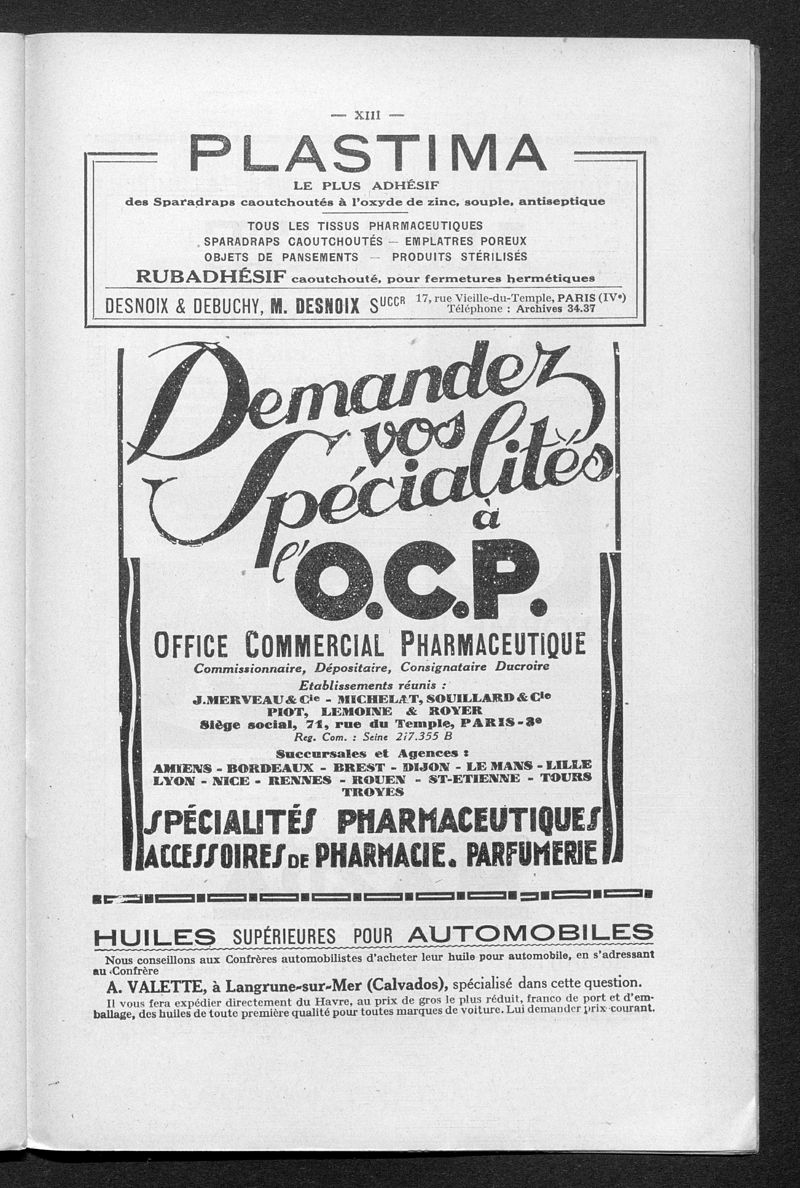 — XIII —
PLASTIMA
LE PLUS ADHÉSIF
des Sparadraps caoutchoutés à l'oxyde de zinc, souple, antiseptique
TOUS LES TISSUS PHARMACEUTIQUES
SPARADRAPS CAOUTCHOUTÉS — EMPLATRES POREUX
OBJETS DE PANSEMENTS — PRODUITS STÉRILISÉS
RUBADHÉSIF caoutchouté, pour fermetures hermétiques
DESNOIX & DEBUCHY, M. DESNOIX SUCCR 17, rue Vieille-du-Temple, PARIS (IVe)
Téléphone : Archives 34.37
Demandez
vos
Spécialités
à
l'O.C.P.
OFFICE COMMERCIAL PHARMACEUTIQUE
Commissionnaire, Dépositaire, Consignataire Ducroire
Etablissements réunis :
J.MERVEAU & Cie - MICHELAT, SOUILLARD & Cie
PIOT, LEMOINE & ROYER
Siège social, 71, rue du Temple, PARIS-3e
Reg. Com. : Seine 217.355 B
Succursales et Agences :
AMIENS - BORDEAUX - BREST - DIJON - LE MANS - LILLE
LYON - NICE - RENNES - ROUEN - ST-ETIENNE - TOURS
TROYES
SPÉCIALITÉS PHARMACEUTIQUES
ACCESSOIRES DE PHARMACIE. PARFUMERIE
HUILES SUPÉRIEURES POUR AUTOMOBILES
Nous conseillons aux Confrères automobilistes d'acheter leur huile pour automobile, en s'adressant
au Confrère
A. VALETTE, à Langrune-sur-Mer (Calvados), spécialisé dans cette question.
Il vous fera expédier directement du Havre, au prix de gros le plus réduit, franco de port et d'em-
ballage, des huiles de toute première qualité pour toutes marques de voiture. Lui demander prix-courant.